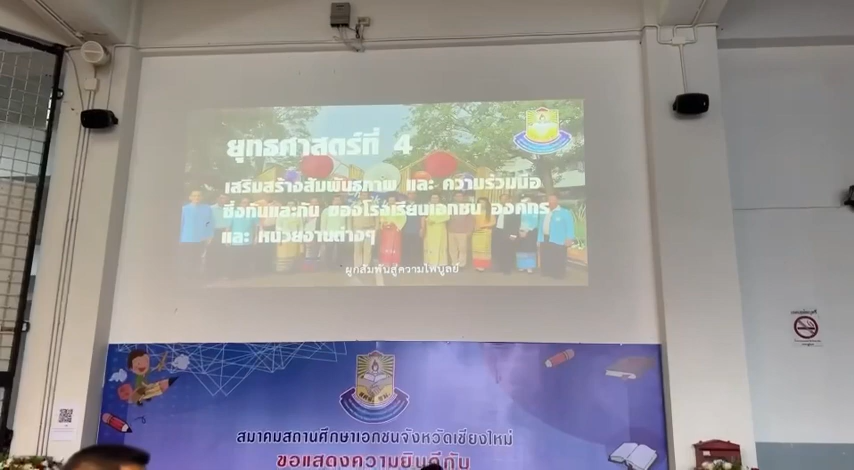 ยุทธศาสตร์ที่ 4
เสริมสร้างสัมพันธภาพ และ ความร่วมมือ
ซึ่งกันและกัน ของโรงเรียนเอกชน องค์กร
และ หน่วยงานต่างๆ
ผูกสัมพันธ์สู่ความไพบูลย์
สมาคมสถานศึกษาเอกชนจังหวัดเชียงใหม่
ขอแสดงความยินดีกับ